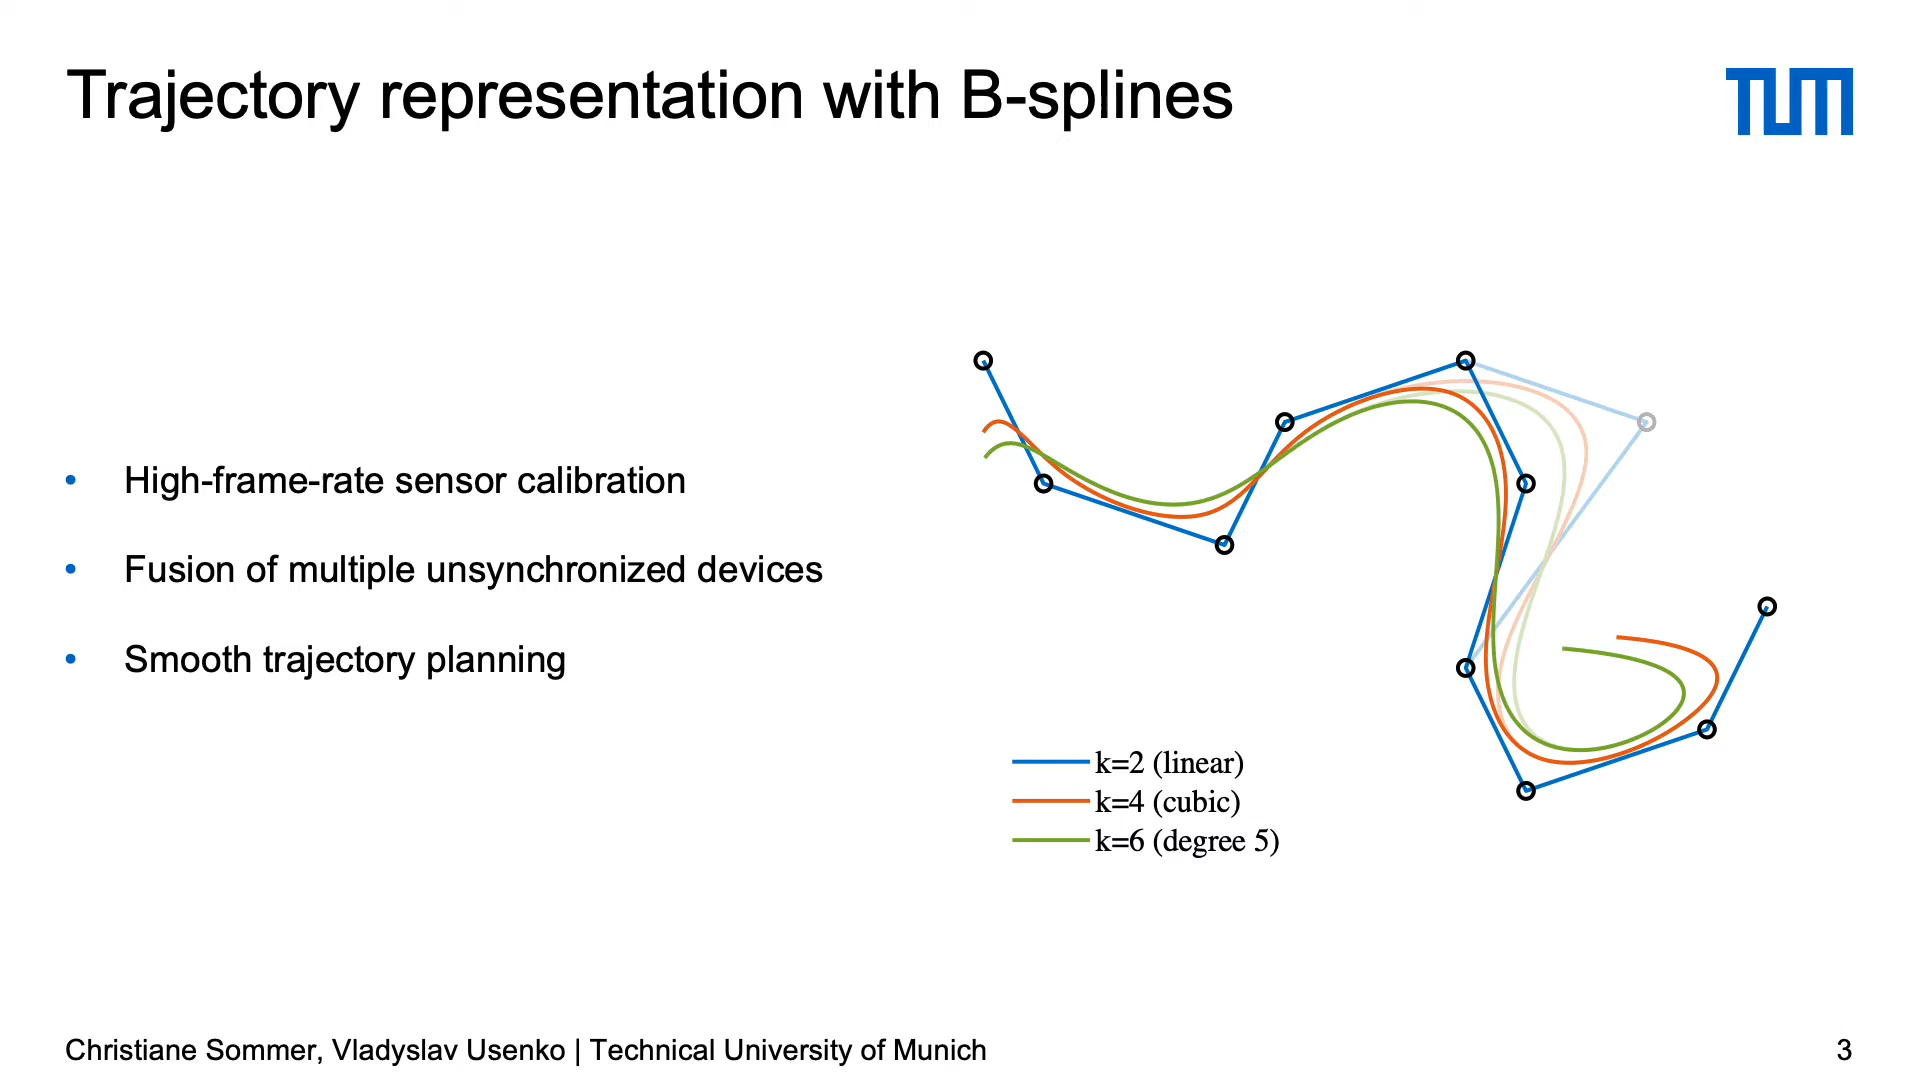 Trajectory representation with B-splines
TUM
• High-frame-rate sensor calibration
• Fusion of multiple unsynchronized devices
• Smooth trajectory planning
k=2 (linear)
k=4 (cubic)
k=6 (degree 5)
Christiane Sommer, Vladyslav Usenko | Technical University of Munich
3